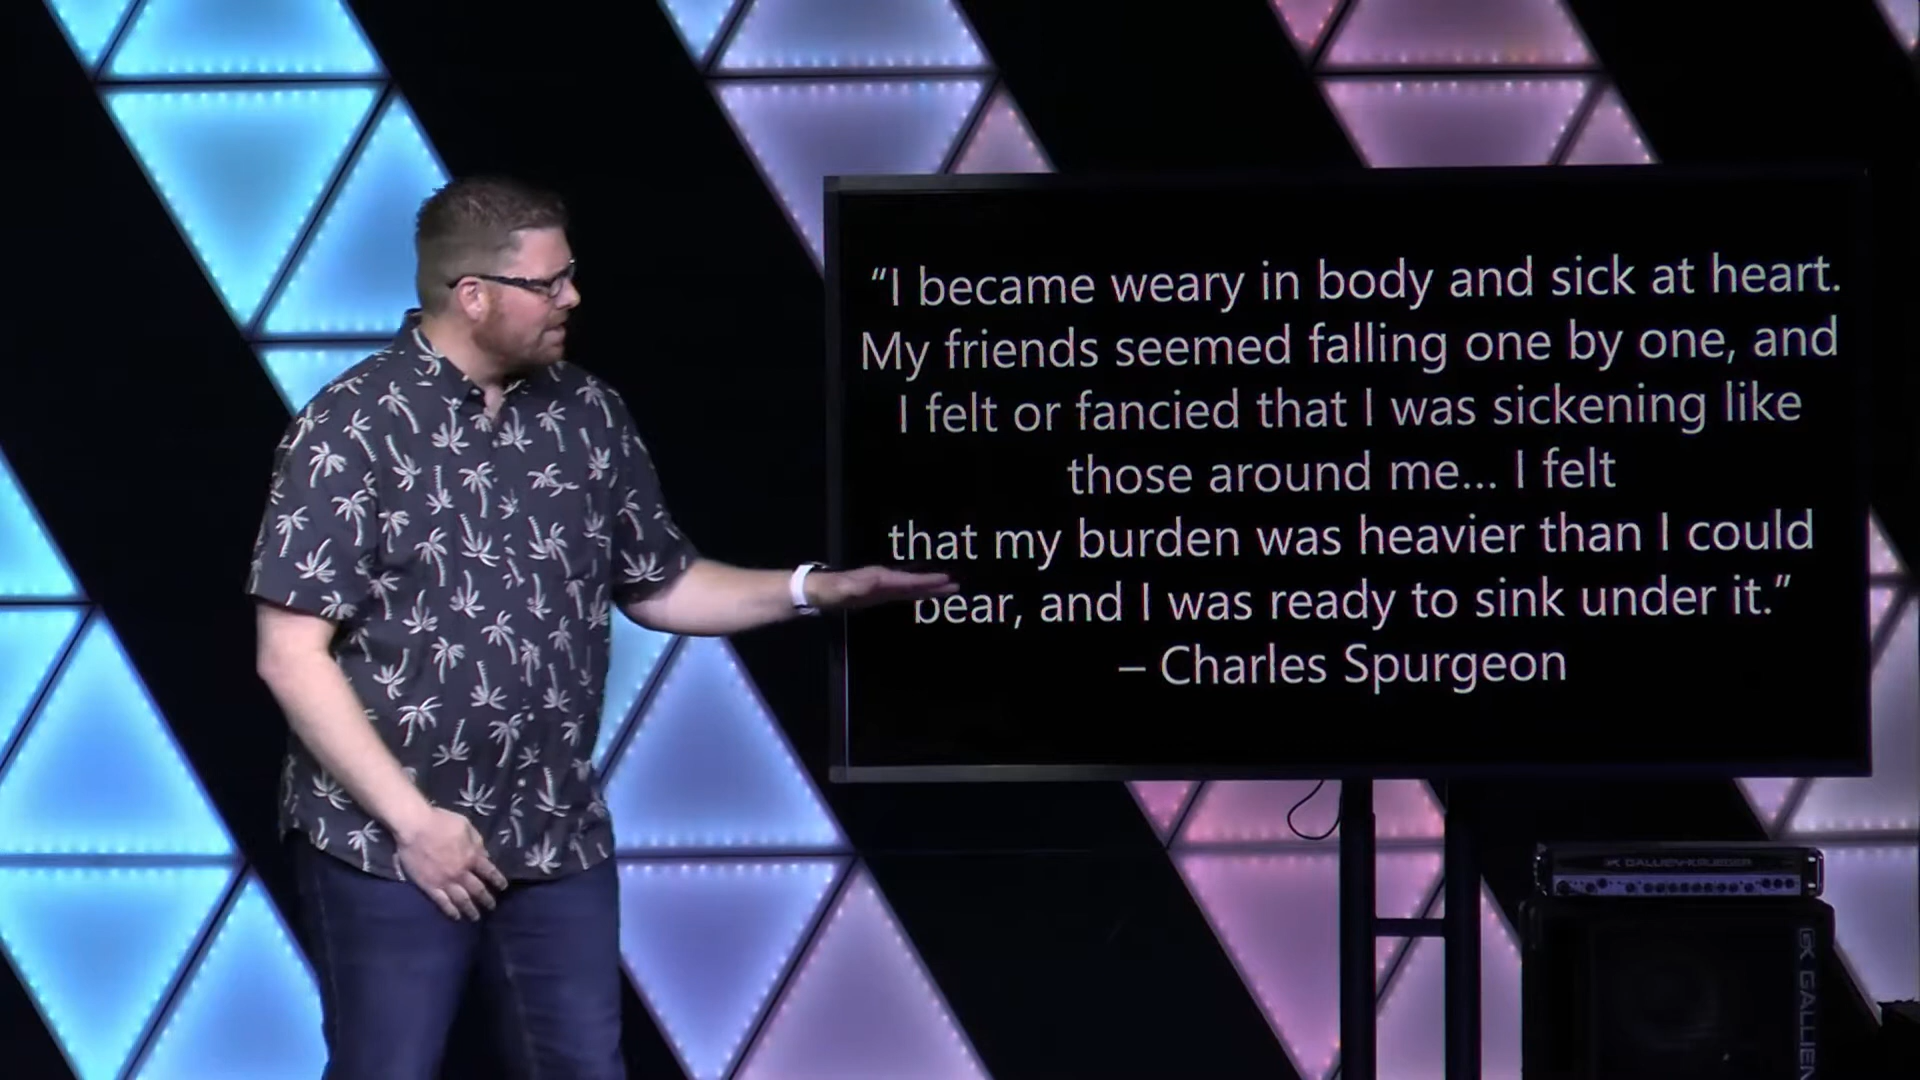 “I became weary in body and sick at heart.
My friends seemed falling one by one, and
I felt or fancied that I was sickening like
those around me... I felt
that my burden was heavier than I could
bear, and I was ready to sink under it.”
– Charles Spurgeon
GK GALLIEN-KRUEGER
GK GALLIEN